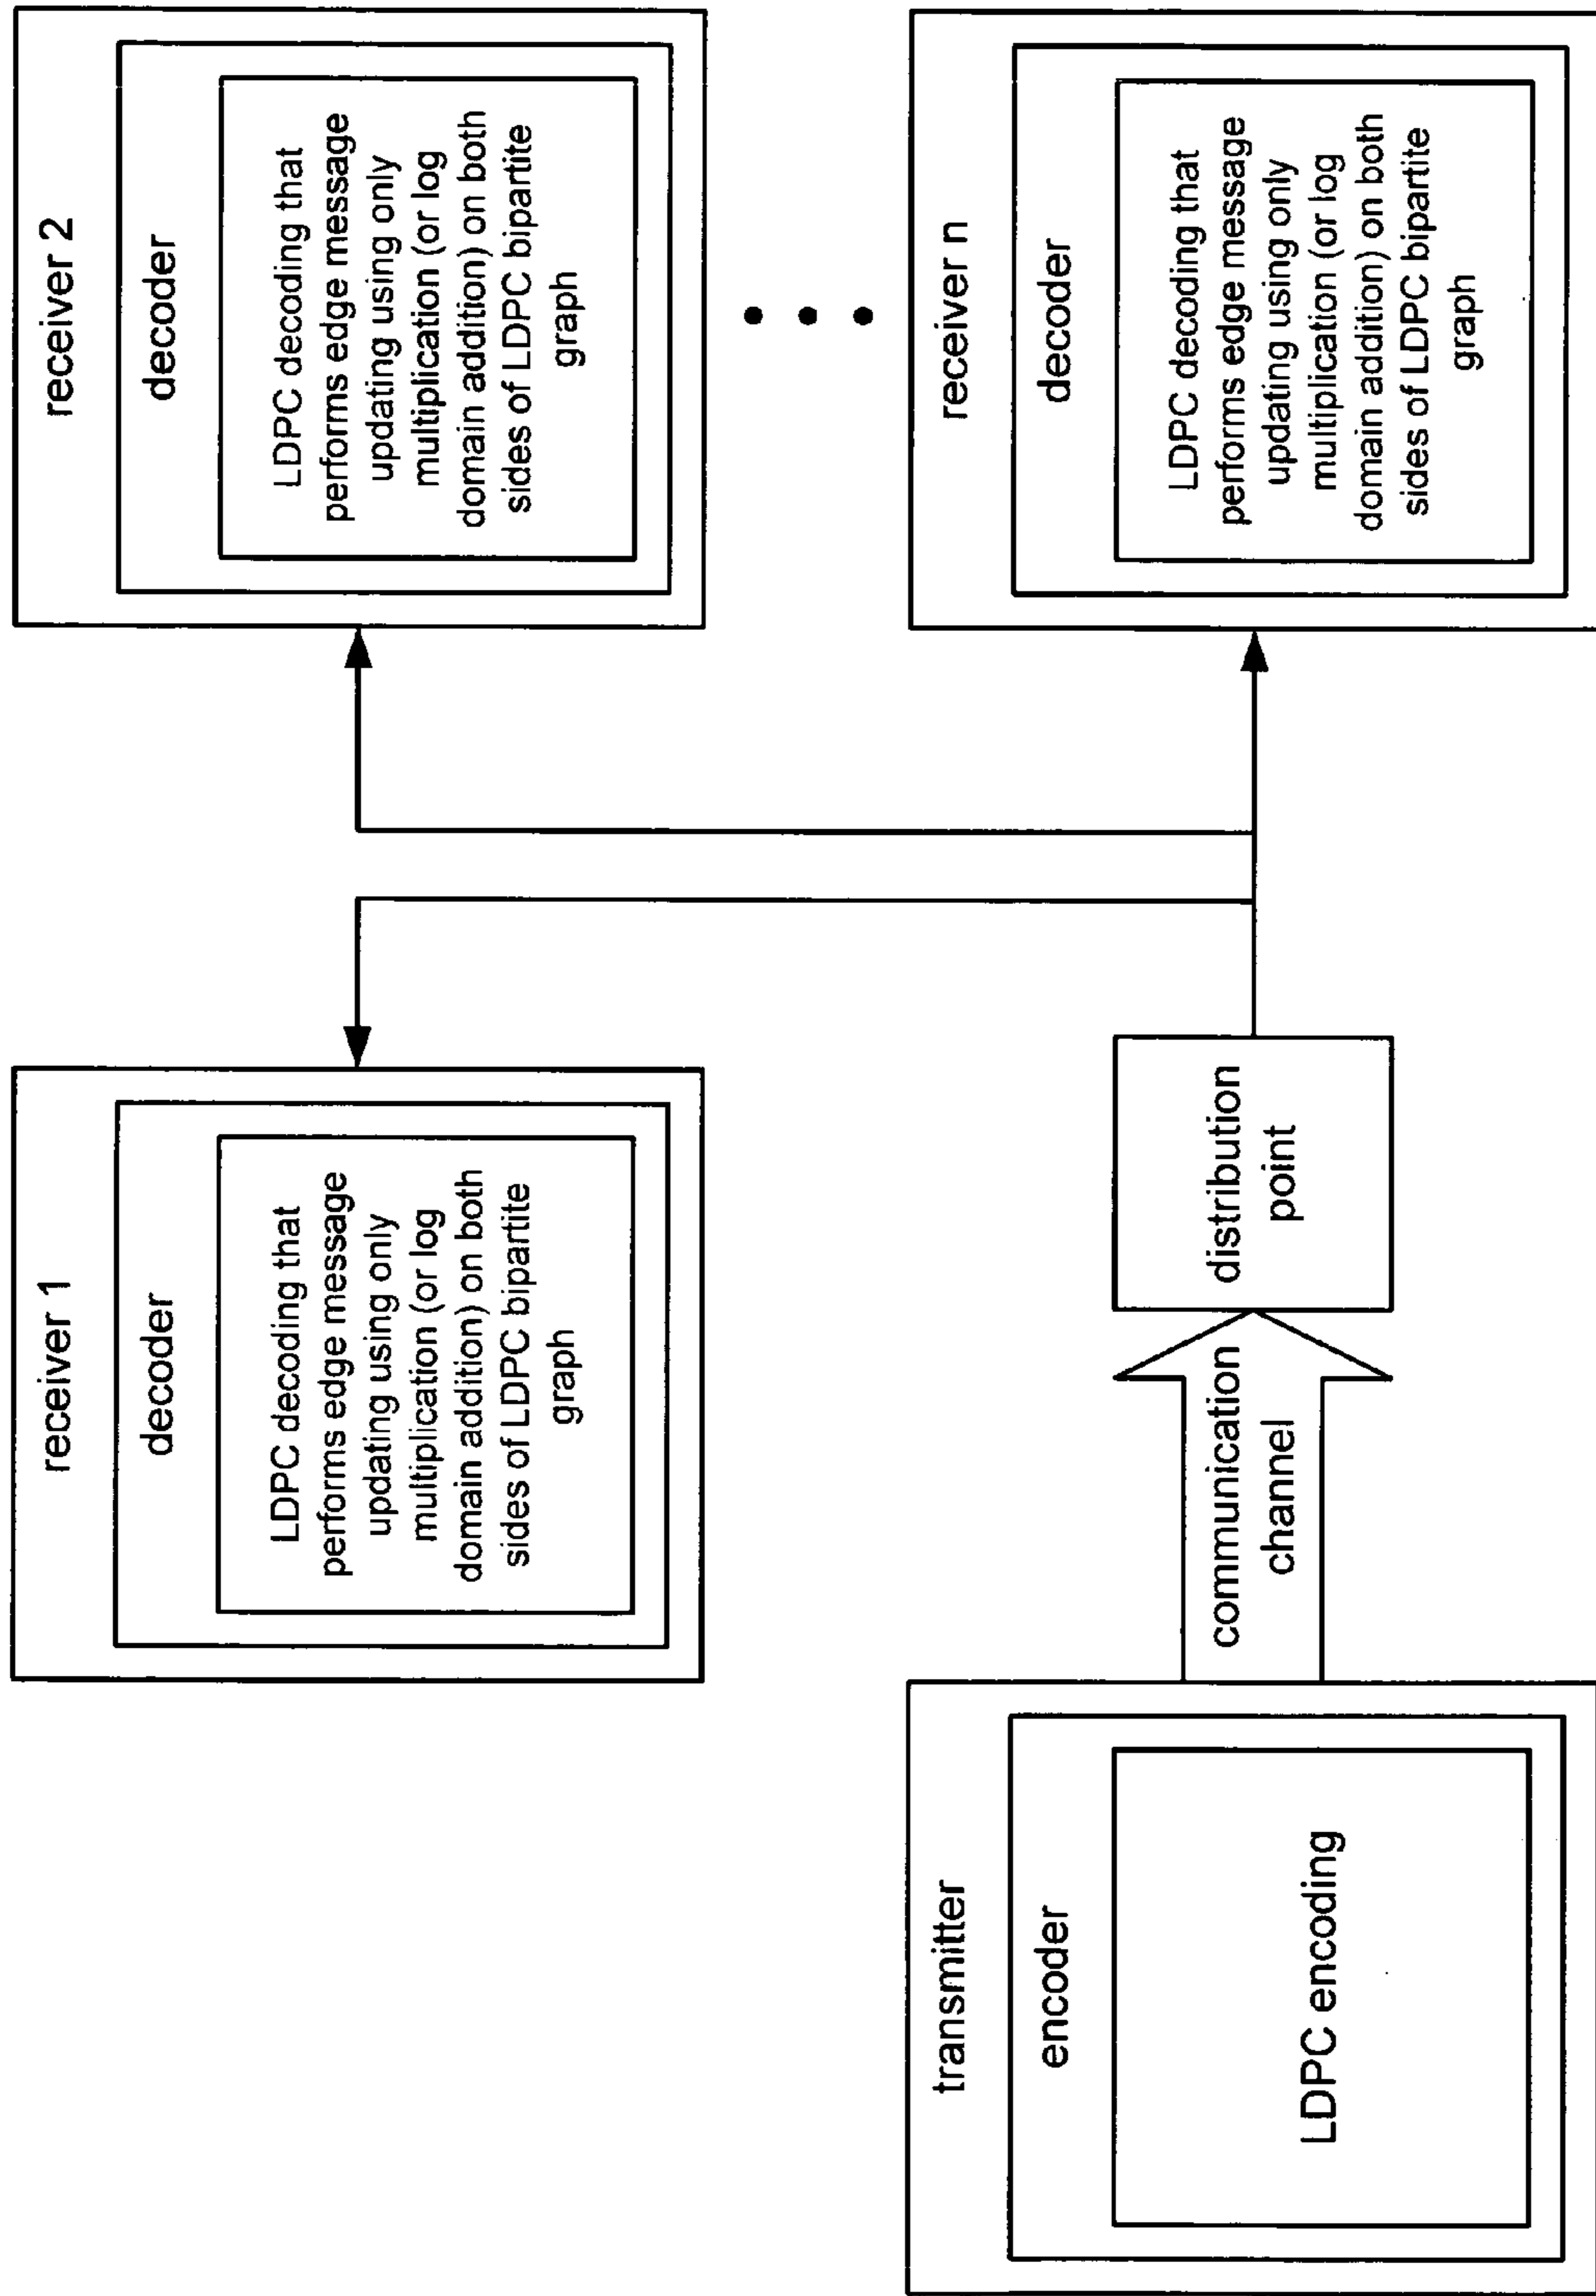 receiver 1
decoder
LDPC decoding that
performs edge message
updating using only
multiplication (or log
domain addition) on both
sides of LDPC bipartite
graph
receiver 2
decoder
LDPC decoding that
performs edge message
updating using only
multiplication (or log
domain addition) on both
sides of LDPC bipartite
graph
transmitter
encoder
LDPC encoding
communication
channel
distribution
point
receiver n
decoder
LDPC decoding that
performs edge message
updating using only
multiplication (or log
domain addition) on both
sides of LDPC bipartite
graph